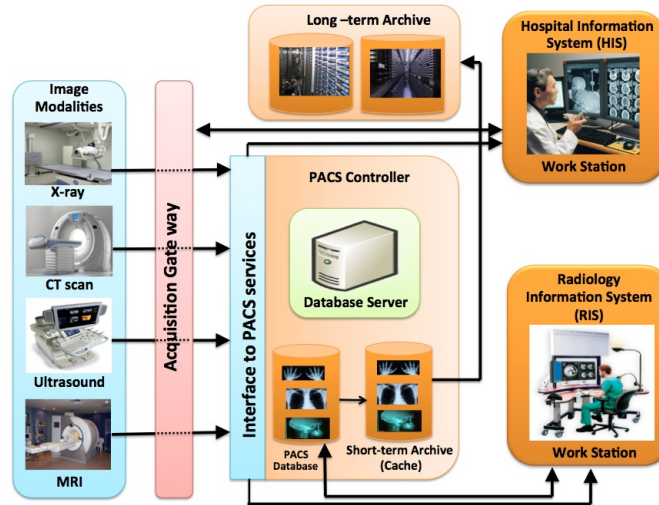 Image
Modalities
X-ray
CT scan
Ultrasound
MRI
Acquisition Gate way
Interface to PACS services
Long –term Archive
PACS Controller
Database Server
PACS
Database
Short-term Archive
(Cache)
Hospital Information
System (HIS)
Work Station
Radiology
Information System
(RIS)
Work Station